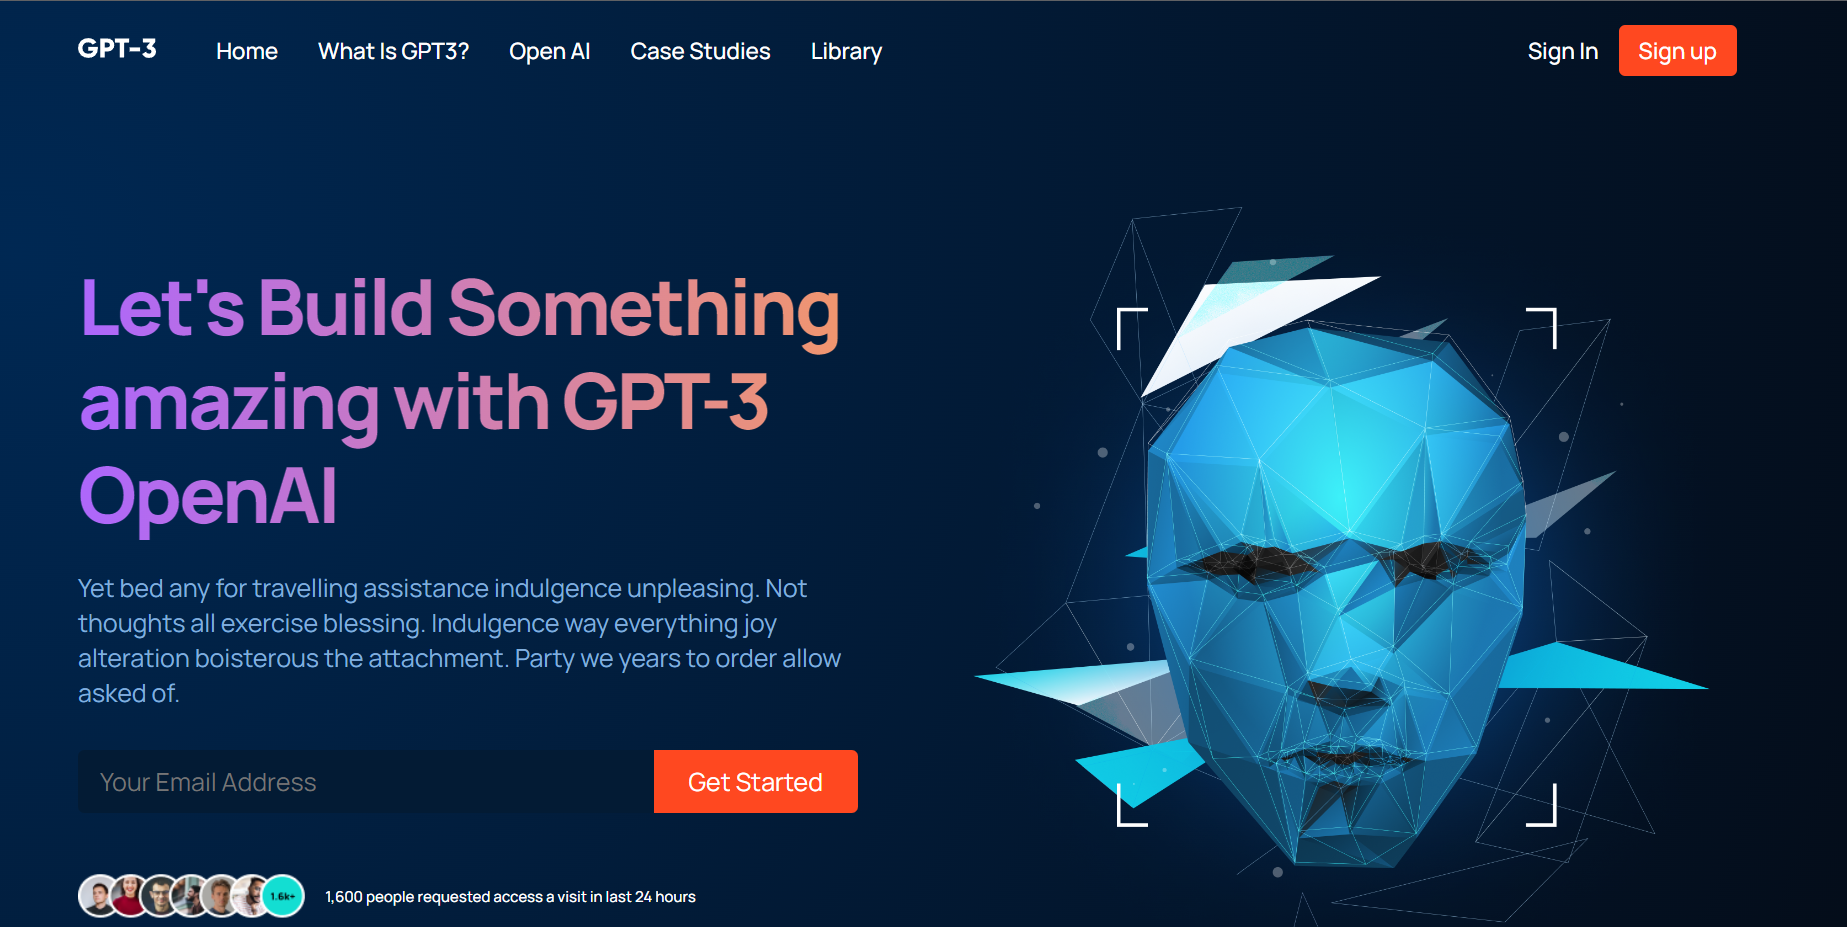 GPT-3
Home
What Is GPT3?
Open AI
Case Studies
Library
Sign In
Sign up
Let's Build Something
amazing with GPT-3
OpenAI
Yet bed any for travelling assistance indulgence unpleasing. Not
thoughts all exercise blessing. Indulgence way everything joy
alteration boisterous the attachment. Party we years to order allow
asked of.
Your Email Address
Get Started
1.6k+
1,600 people requested access a visit in last 24 hours